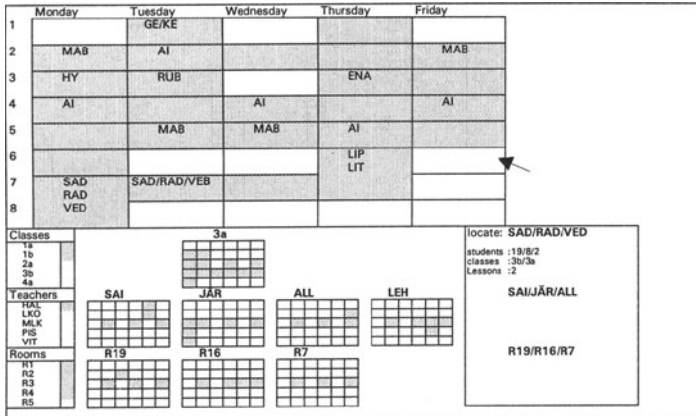 Monday Tuesday Wednesday Thursday Friday
1 GE/KE
2 MAB AI MAB
3 HY RUB ENA
4 AI AI AI
5 MAB MAB AI
6 LIP
LIT
7 SAD SAD/RAD/VEB
RAD
8 VED
Classes 3a locate: SAD/RAD/VED
1a
1b students :19/8/2
2a classes :3b/3a
3b Lessons :2
4a
Teachers SAI JÄR ALL LEH SAI/JÄR/ALL
HAL
LKO
MLK
PIS
VIT
Rooms R19 R16 R7 R19/R16/R7
R1
R2
R3
R4
R5